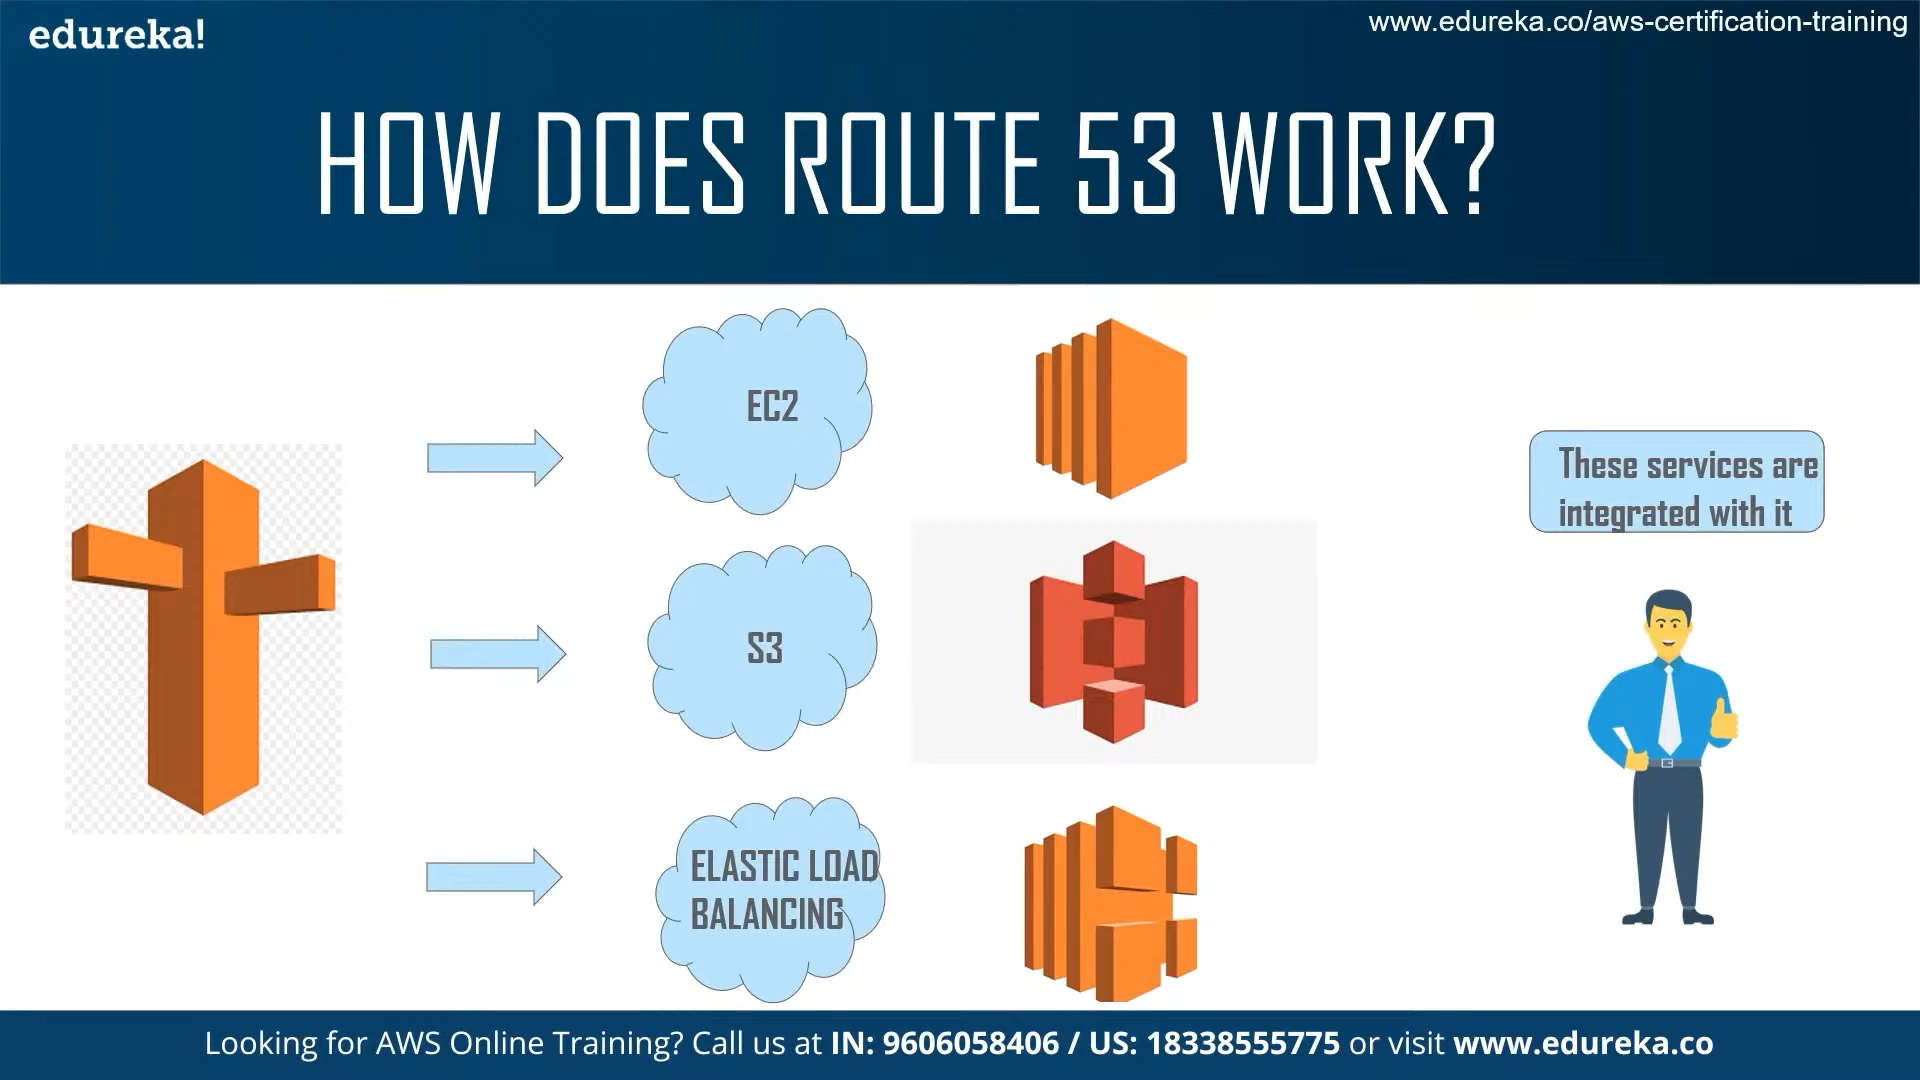 edureka!
www.edureka.co/aws-certification-training
HOW DOES ROUTE 53 WORK?
EC2
These services are
integrated with it
S3
ELASTIC LOAD
BALANCING
Looking for AWS Online Training? Call us at IN: 9606058406 / US: 18338555775 or visit www.edureka.co